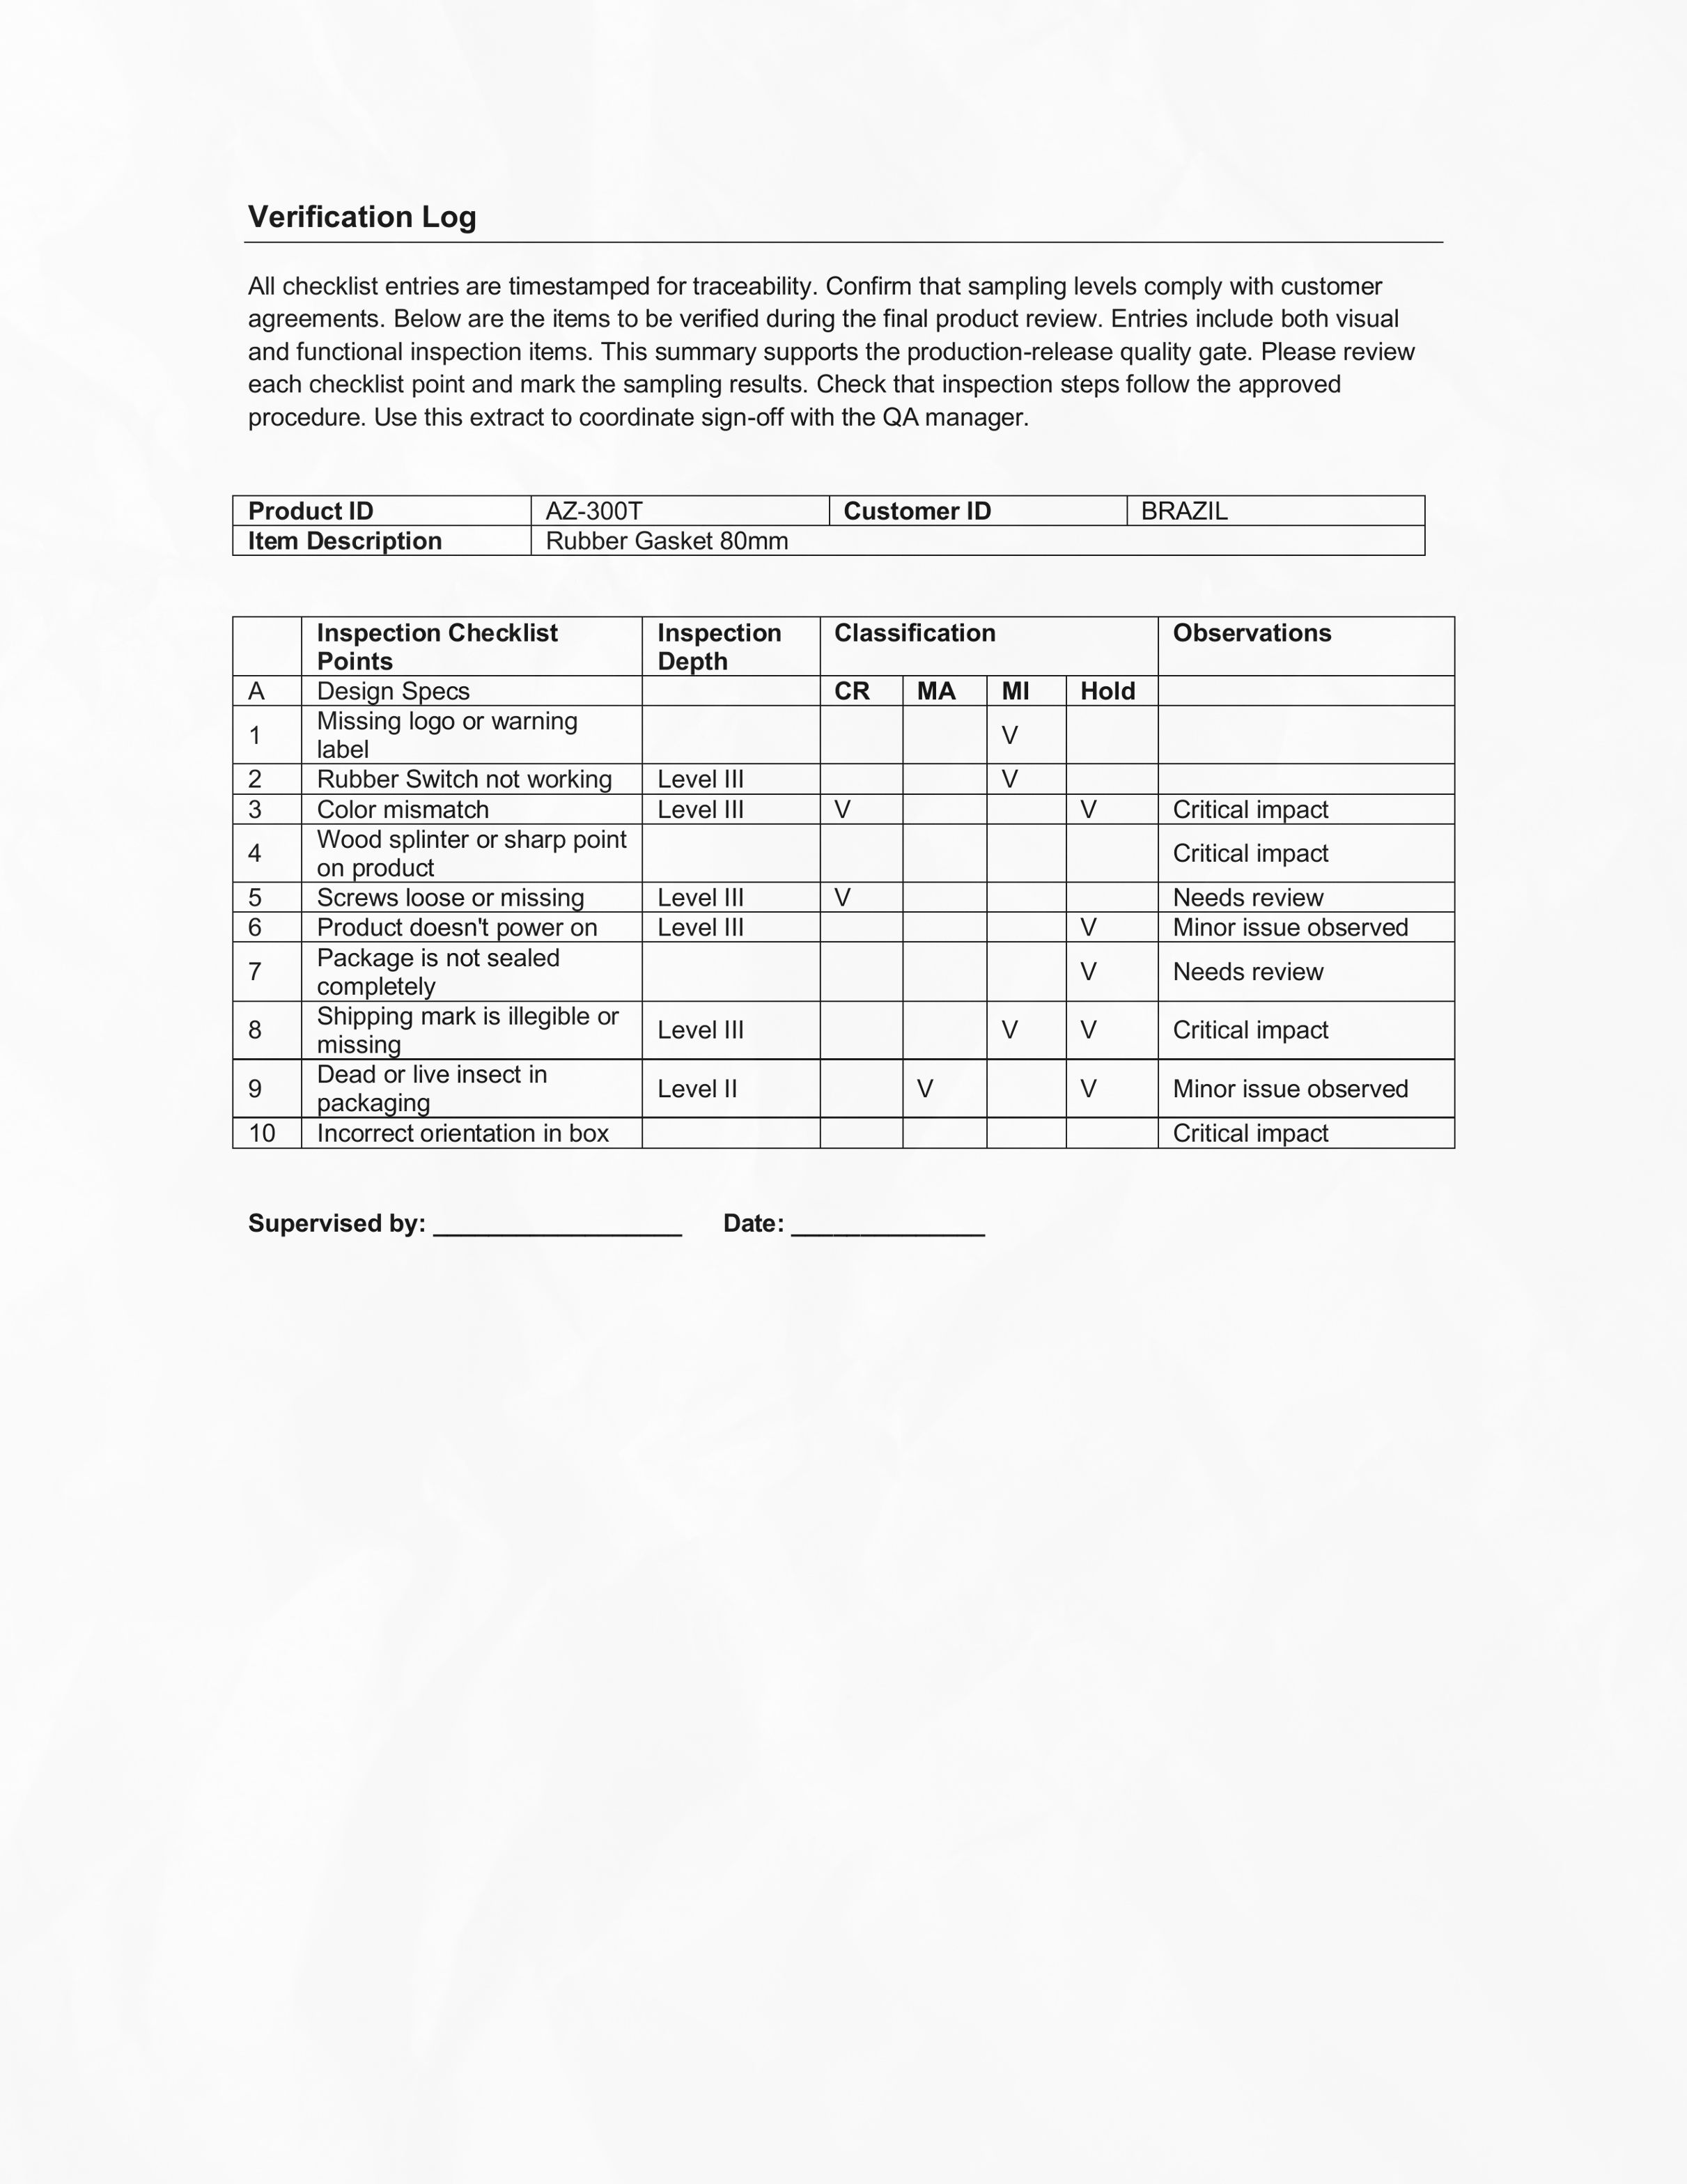 Verification Log
All checklist entries are timestamped for traceability. Confirm that sampling levels comply with customer
agreements. Below are the items to be verified during the final product review. Entries include both visual
and functional inspection items. This summary supports the production-release quality gate. Please review
each checklist point and mark the sampling results. Check that inspection steps follow the approved
procedure. Use this extract to coordinate sign-off with the QA manager.
Product ID AZ-300T Customer ID BRAZIL
Item Description Rubber Gasket 80mm
Inspection Checklist Points Inspection Depth Classification Observations
A Design Specs CR MA MI Hold
1 Missing logo or warning label V
2 Rubber Switch not working Level III V
3 Color mismatch Level III V V Critical impact
4 Wood splinter or sharp point on product Critical impact
5 Screws loose or missing Level III V Needs review
6 Product doesn't power on Level III V Minor issue observed
7 Package is not sealed completely V Needs review
8 Shipping mark is illegible or missing Level III V V Critical impact
9 Dead or live insect in packaging Level II V V Minor issue observed
10 Incorrect orientation in box Critical impact
Supervised by: __________________ Date: ______________